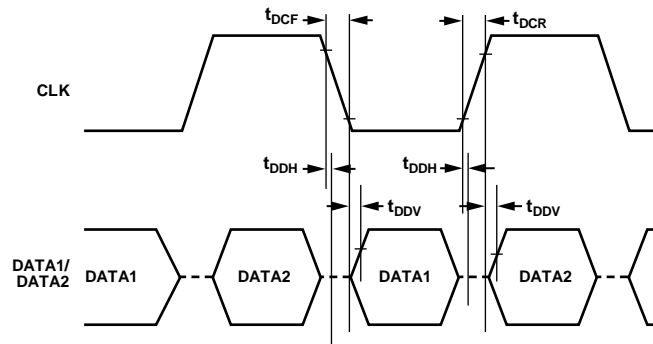 tDCF
tDCR
CLK
tDDH
tDDH
tDDV
tDDV
DATA1/
DATA2
DATA1
DATA2
DATA1
DATA2